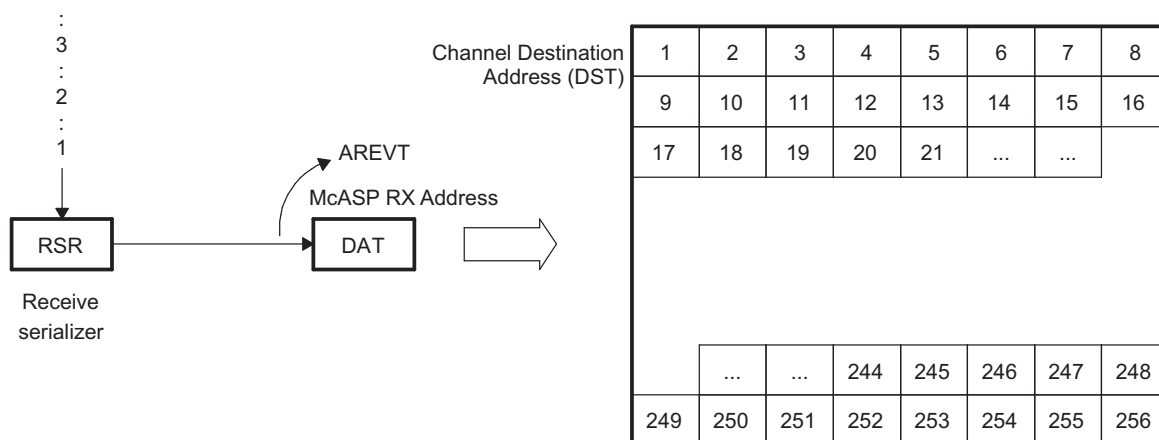 :
3
:
2
:
1
AREVT
McASP RX Address
RSR
DAT
Receive
serializer
Channel Destination
Address (DST)
1 2 3 4 5 6 7 8
9 10 11 12 13 14 15 16
17 18 19 20 21 ... ...
... ... 244 245 246 247 248
249 250 251 252 253 254 255 256